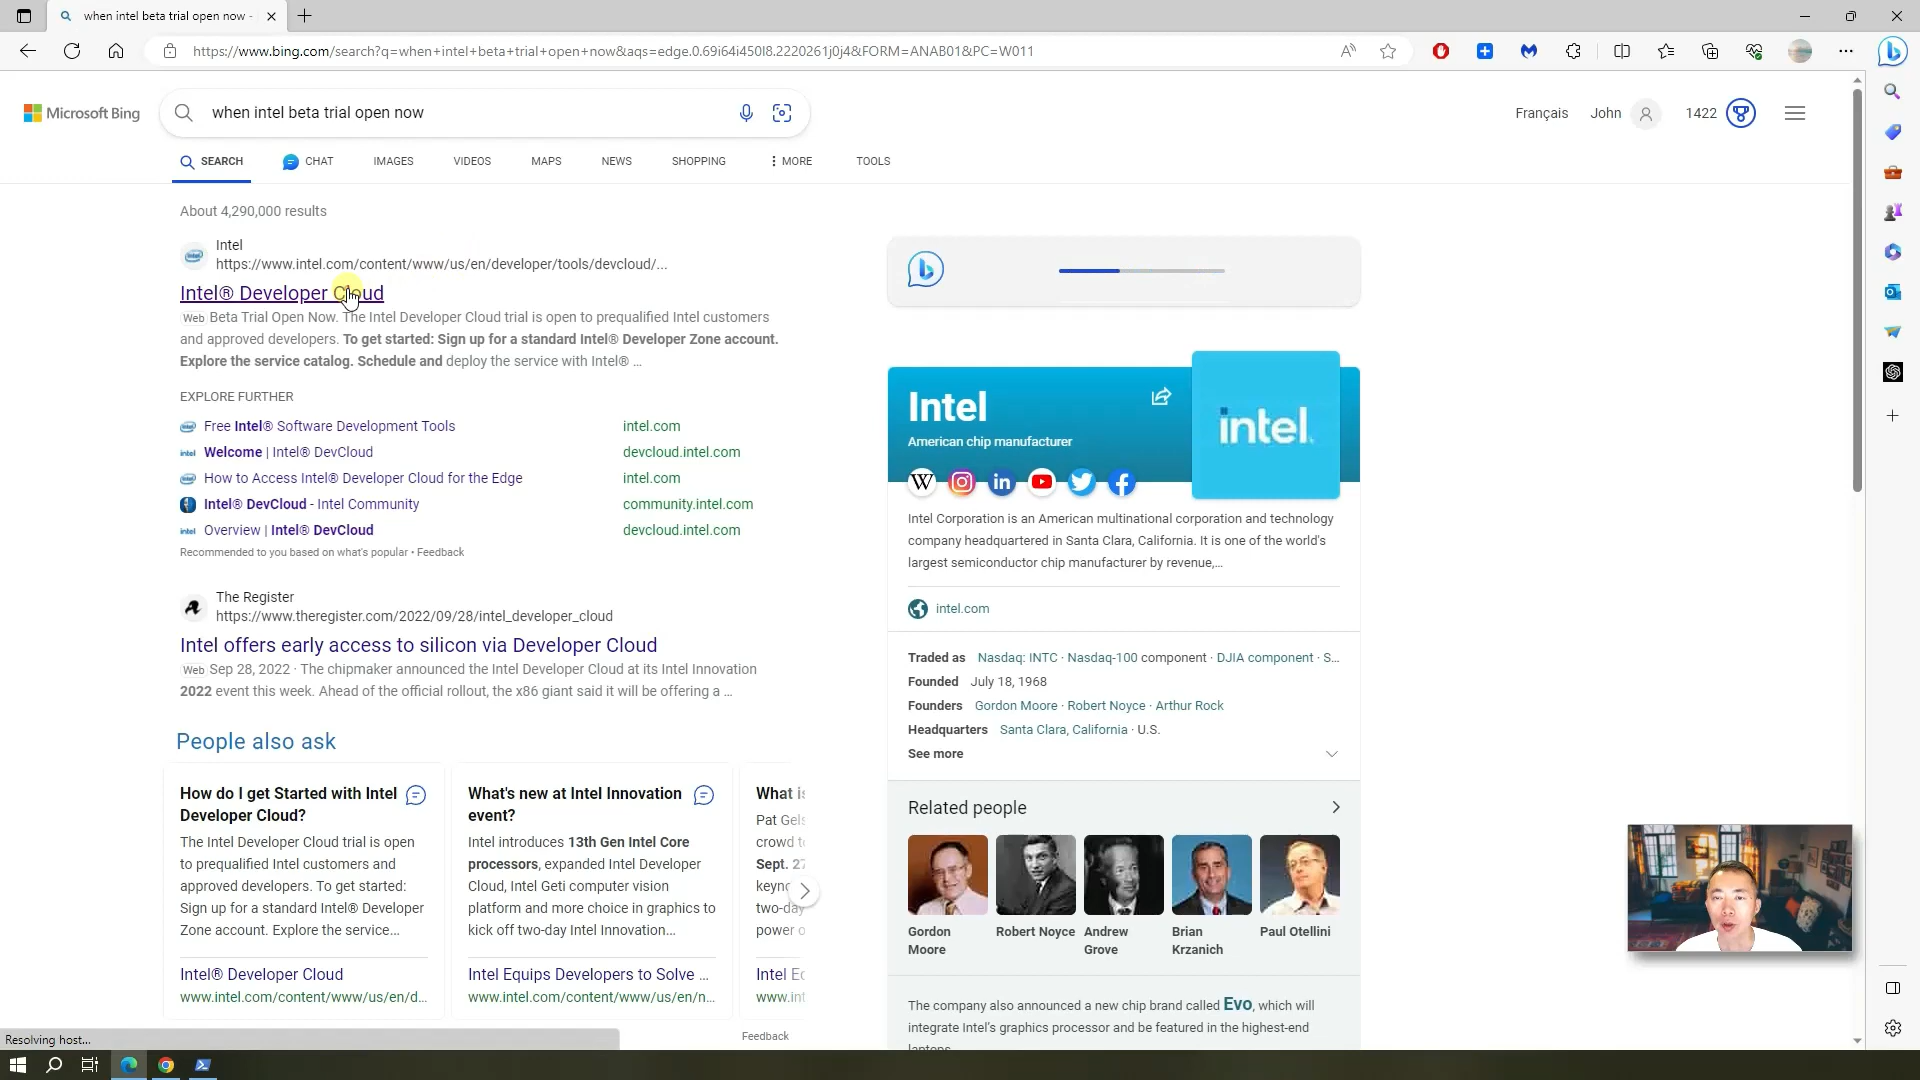 when intel beta trial open now -
https://www.bing.com/search?q=when+intel+beta+trial+open+now&aqs=edge.0.69i64i450l8.2220261j0j4&FORM=ANAB01&PC=W011
Microsoft Bing
when intel beta trial open now
Français
John
1422
SEARCH
CHAT
IMAGES
VIDEOS
MAPS
NEWS
SHOPPING
MORE
TOOLS
About 4,290,000 results
Intel
https://www.intel.com/content/www/us/en/developer/tools/devcloud/...
Intel® Developer Cloud
Web Beta Trial Open Now. The Intel Developer Cloud trial is open to prequalified Intel customers
and approved developers. To get started: Sign up for a standard Intel® Developer Zone account.
Explore the service catalog. Schedule and deploy the service with Intel® ...
EXPLORE FURTHER
Free Intel® Software Development Tools
intel.com
Welcome | Intel® DevCloud
devcloud.intel.com
How to Access Intel® Developer Cloud for the Edge
intel.com
Intel® DevCloud - Intel Community
community.intel.com
Overview | Intel® DevCloud
devcloud.intel.com
Recommended to you based on what's popular • Feedback
The Register
https://www.theregister.com/2022/09/28/intel_developer_cloud
Intel offers early access to silicon via Developer Cloud
Web Sep 28, 2022 · The chipmaker announced the Intel Developer Cloud at its Intel Innovation
2022 event this week. Ahead of the official rollout, the x86 giant said it will be offering a ...
People also ask
How do I get Started with Intel
Developer Cloud?
The Intel Developer Cloud trial is open
to prequalified Intel customers and
approved developers. To get started:
Sign up for a standard Intel® Developer
Zone account. Explore the service...
Intel® Developer Cloud
www.intel.com/content/www/us/en/d...
What's new at Intel Innovation
event?
Intel introduces 13th Gen Intel Core
processors, expanded Intel Developer
Cloud, Intel Geti computer vision
platform and more choice in graphics to
kick off two-day Intel Innovation...
Intel Equips Developers to Solve ...
www.intel.com/content/www/us/en/n...
What is
Pat Gels
crowd to
Sept. 27
keyno
two-day
power o
Intel Eq
www.int
Feedback
Intel
American chip manufacturer
intel.
Intel Corporation is an American multinational corporation and technology
company headquartered in Santa Clara, California. It is one of the world's
largest semiconductor chip manufacturer by revenue,...
intel.com
Traded as Nasdaq: INTC · Nasdaq-100 component · DJIA component · S...
Founded July 18, 1968
Founders Gordon Moore · Robert Noyce · Arthur Rock
Headquarters Santa Clara, California · U.S.
See more
Related people
Gordon
Moore
Robert Noyce
Andrew
Grove
Brian
Krzanich
Paul Otellini
The company also announced a new chip brand called Evo, which will
integrate Intel's graphics processor and be featured in the highest-end
laptops
Resolving host...